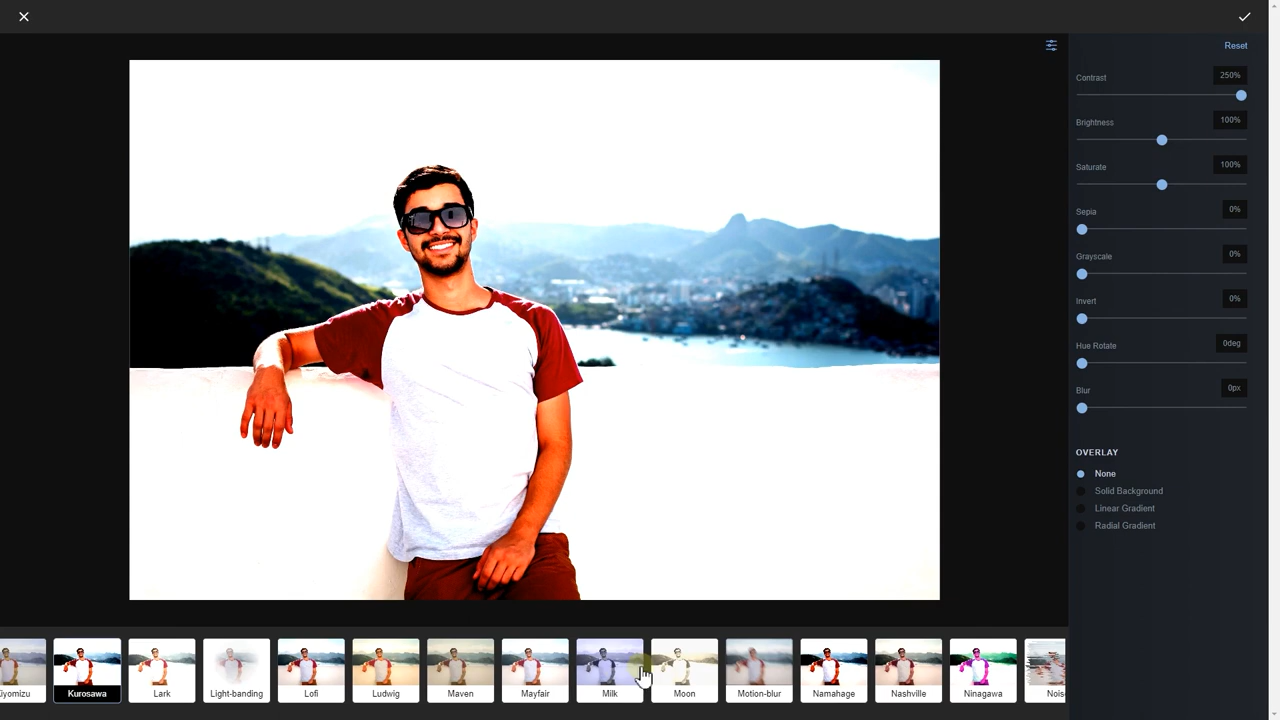 Reset
Contrast
250%
Brightness
100%
Saturate
100%
Sepia
0%
Grayscale
0%
Invert
0%
Hue Rotate
0deg
Blur
0px
OVERLAY
None
Solid Background
Linear Gradient
Radial Gradient
Kurosawa
Lark
Light-banding
Lofi
Ludwig
Maven
Mayfair
Milk
Moon
Motion-blur
Namahage
Nashville
Ninagawa